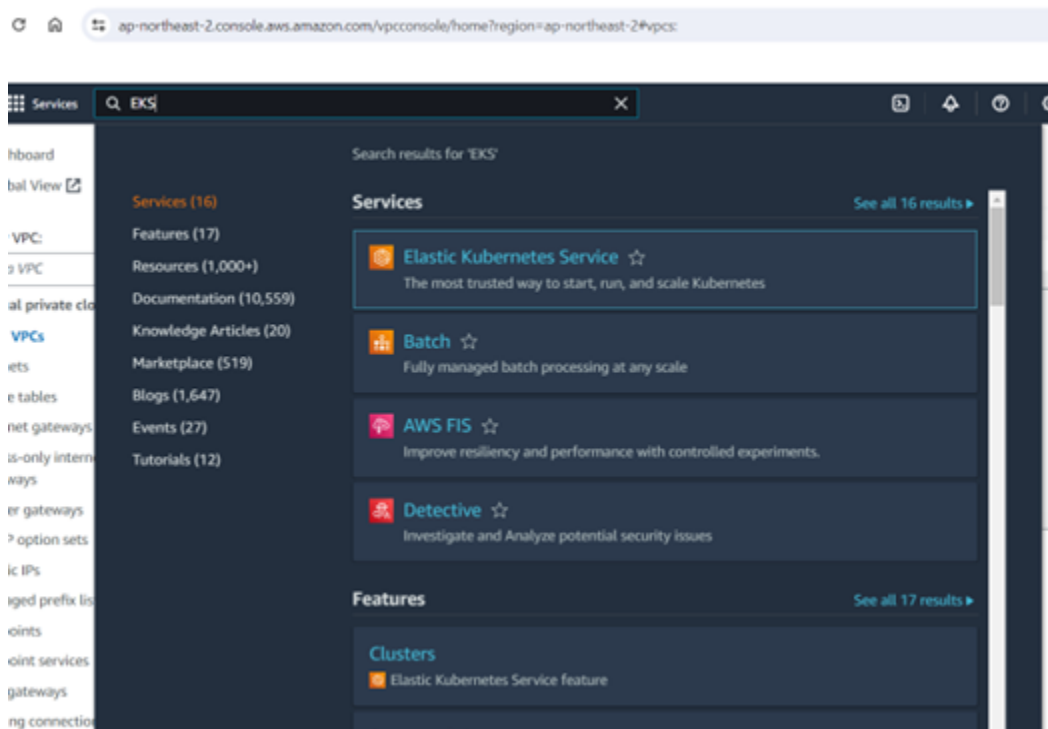 ap-northeast-2.console.aws.amazon.com/vpcconsole/home?region=ap-northeast-2#vpcs:
Services
EKS
hboard
bal View
VPC:
VPC
al private clo
VPCs
ets
e tables
net gateways
ss-only intern
ways
er gateways
P option sets
ic IPs
aged prefix lis
oints
oint services
gateways
ng connection
Search results for 'EKS'
Services (16)
Features (17)
Resources (1,000+)
Documentation (10,559)
Knowledge Articles (20)
Marketplace (519)
Blogs (1,647)
Events (27)
Tutorials (12)
Services
See all 16 results
Elastic Kubernetes Service
The most trusted way to start, run, and scale Kubernetes
Batch
Fully managed batch processing at any scale
AWS FIS
Improve resiliency and performance with controlled experiments.
Detective
Investigate and Analyze potential security issues
Features
See all 17 results
Clusters
Elastic Kubernetes Service feature